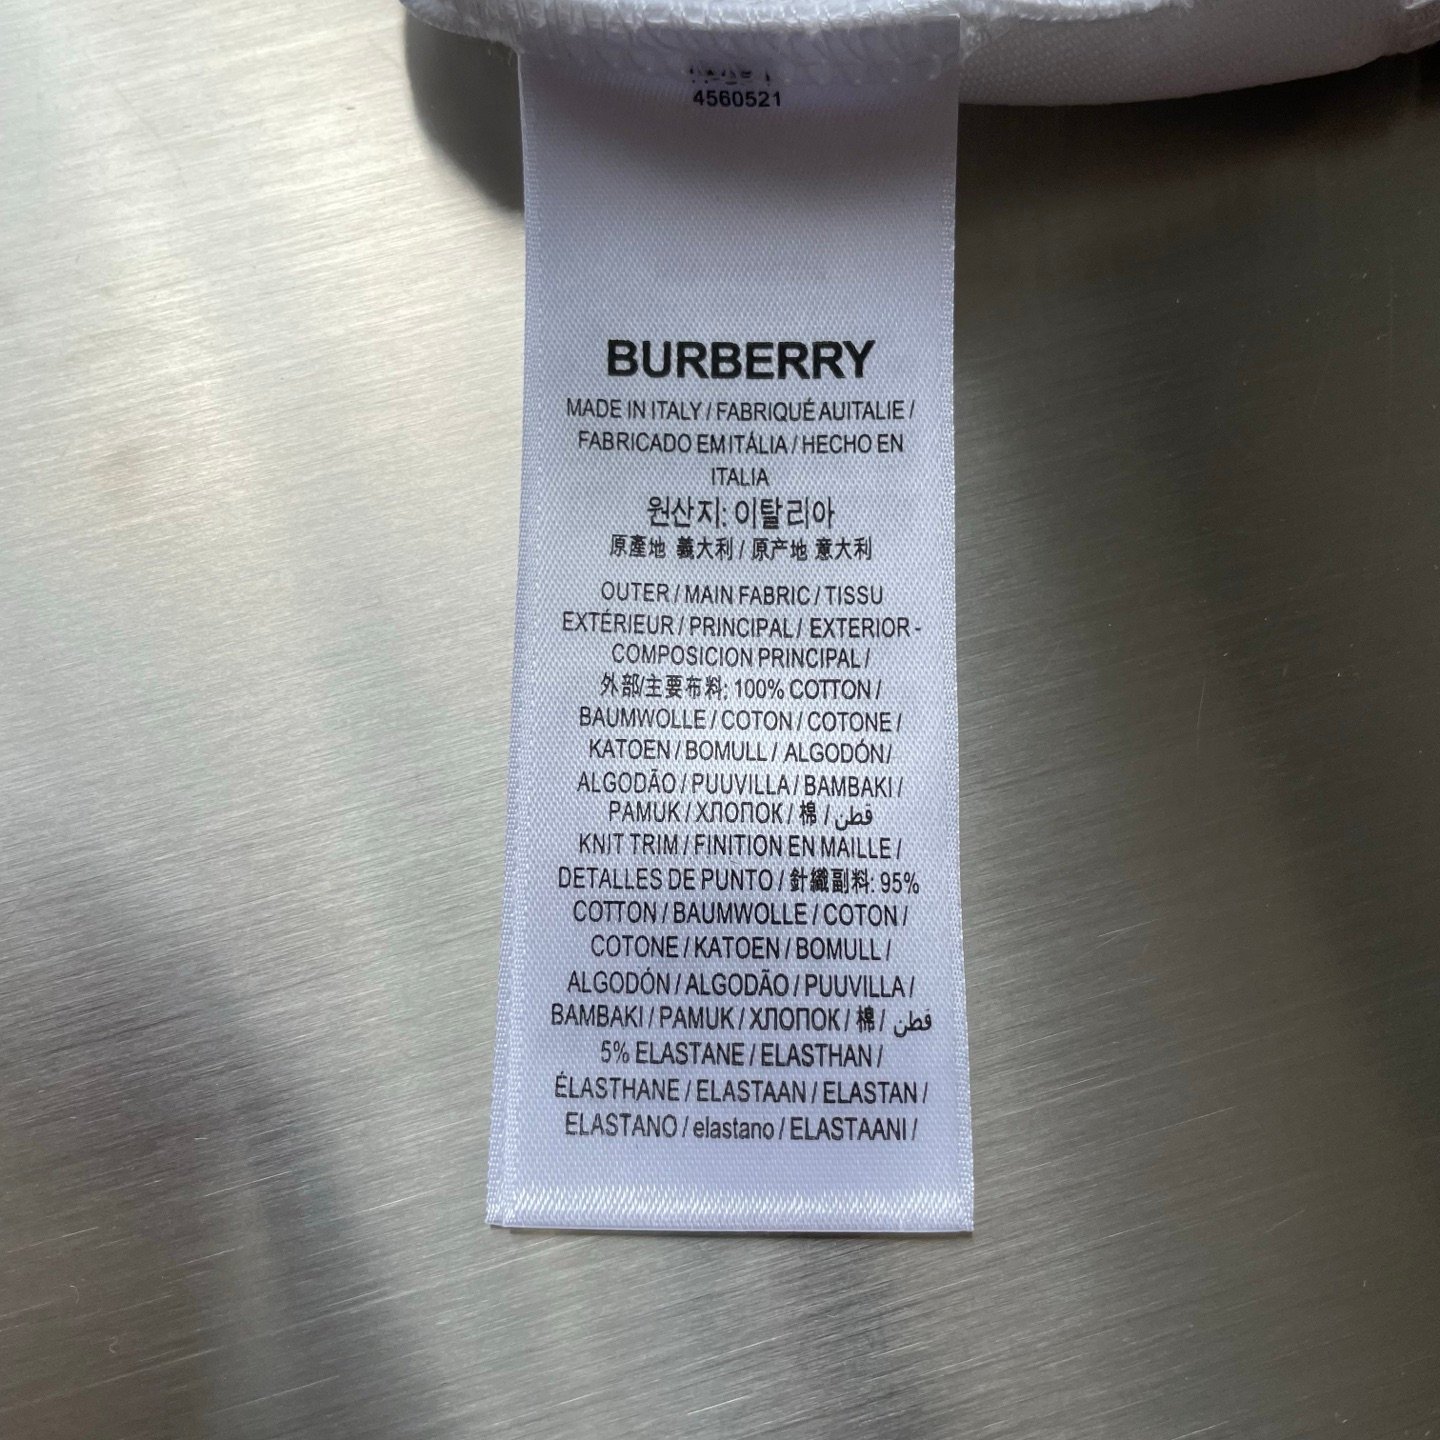 4560521
BURBERRY
MADE IN ITALY / FABRIQUÉ AUITALIE /
FABRICADO EMITÁLIA / HECHO EN
ITALIA
원산지: 이탈리아
原產地 義大利 / 原产地 意大利
OUTER / MAIN FABRIC / TISSU
EXTÉRIEUR / PRINCIPAL / EXTERIOR -
COMPOSICION PRINCIPAL /
外部/主要布料: 100% COTTON /
BAUMWOLLE / COTON / COTONE /
KATOEN / BOMULL / ALGODÓN /
ALGODÃO / PUUVILLA / BAMBAKI /
PAMUK / ХЛОПОК / 棉 / قطن
KNIT TRIM / FINITION EN MAILLE /
DETALLES DE PUNTO / 針織副料: 95%
COTTON / BAUMWOLLE / COTON /
COTONE / KATOEN / BOMULL /
ALGODÓN / ALGODÃO / PUUVILLA /
BAMBAKI / PAMUK / ХЛОПОК / 棉 / قطن
5% ELASTANE / ELASTHAN /
ÉLASTHANE / ELASTAAN / ELASTAN /
ELASTANO / elastano / ELASTAANI /